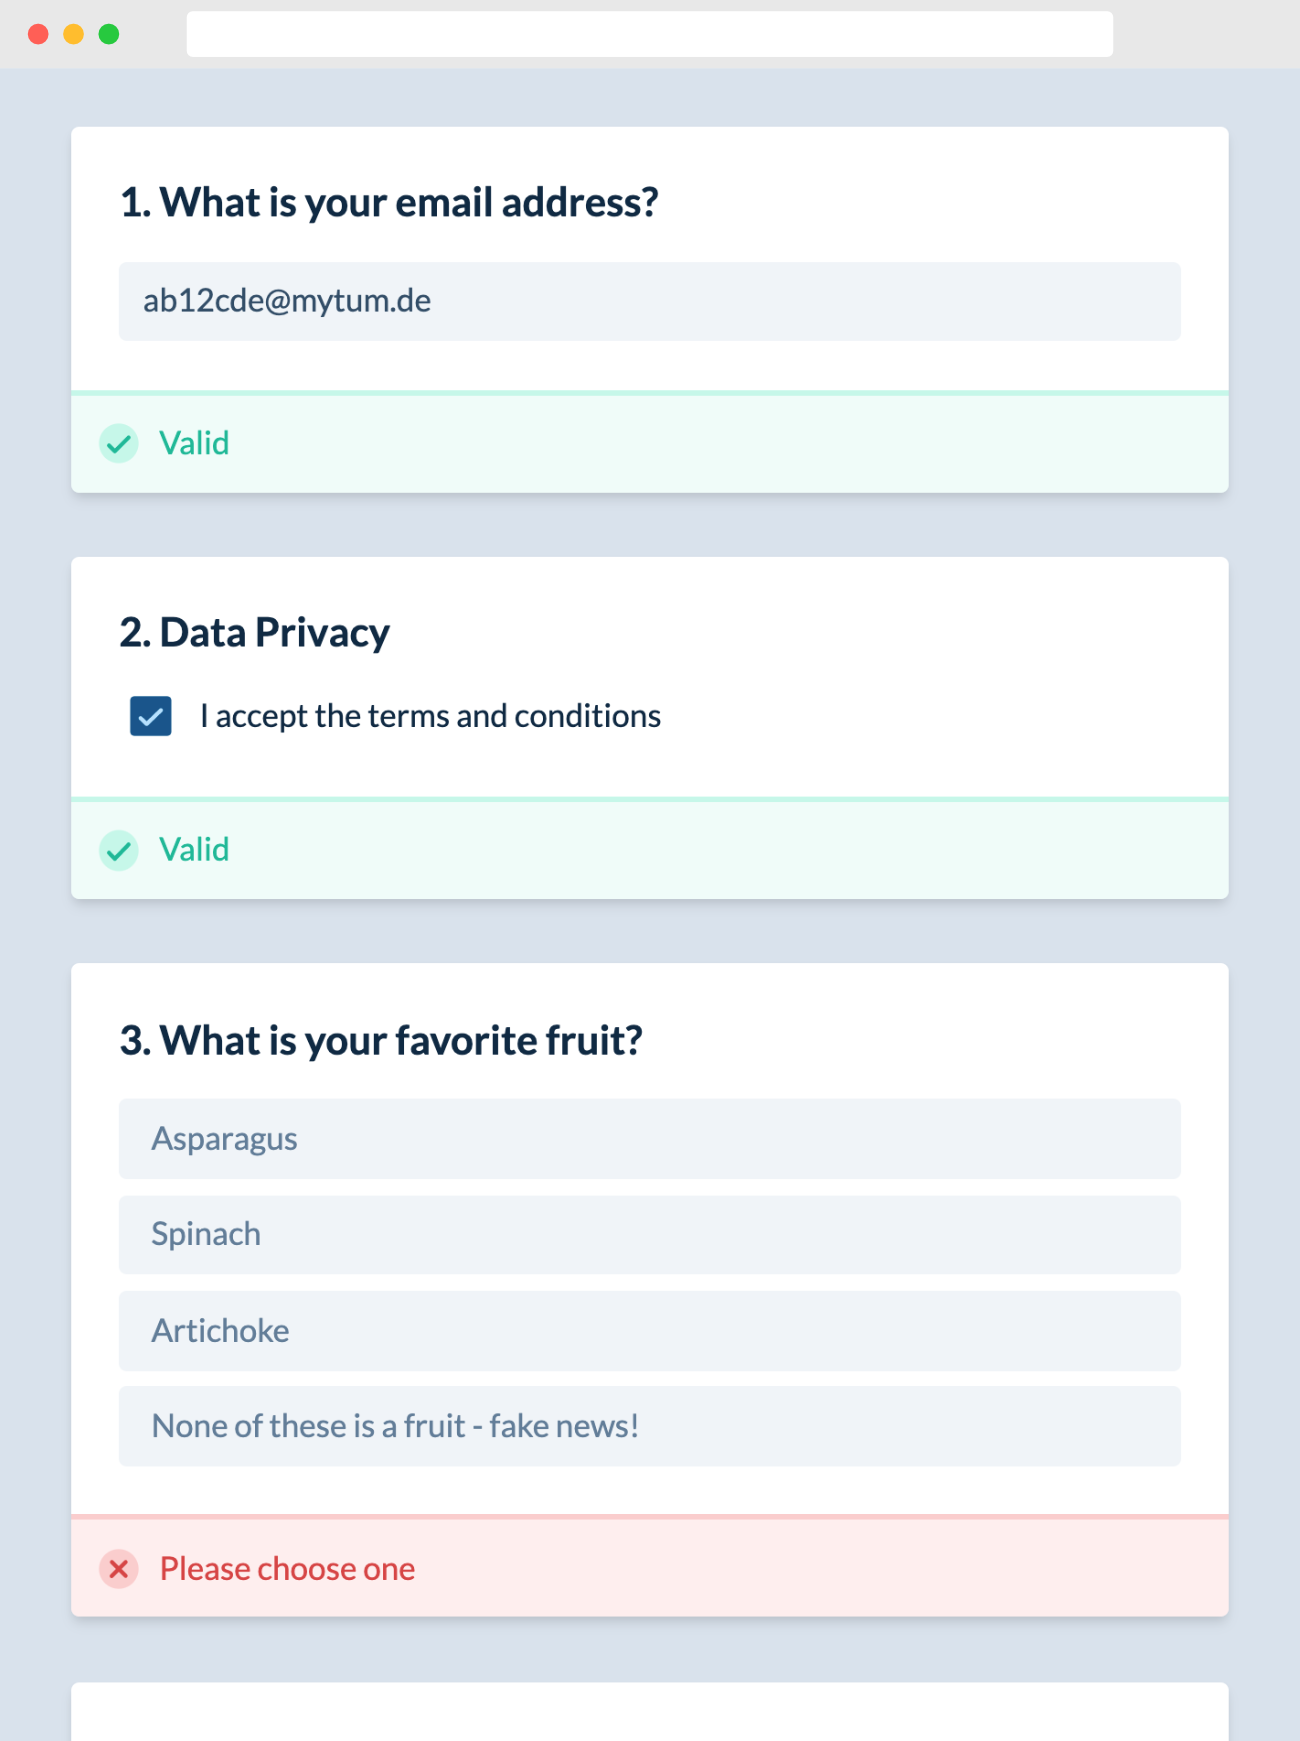 1. What is your email address?
ab12cde@mytum.de
Valid
2. Data Privacy
I accept the terms and conditions
Valid
3. What is your favorite fruit?
Asparagus
Spinach
Artichoke
None of these is a fruit - fake news!
Please choose one